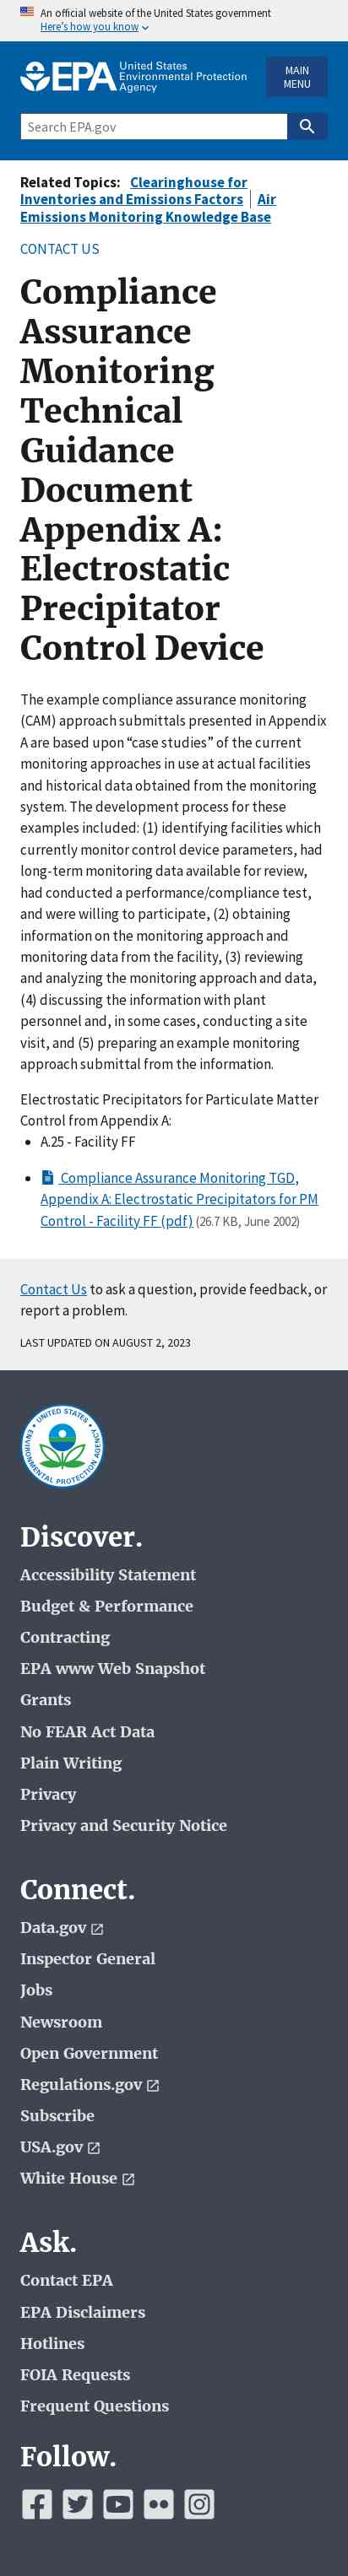 An official website of the United States government
Here's how you know
EPA United States
Environmental Protection
Agency
MAIN
MENU
Search EPA.gov
Related Topics: Clearinghouse for
Inventories and Emissions Factors | Air
Emissions Monitoring Knowledge Base
CONTACT US
Compliance
Assurance
Monitoring
Technical
Guidance
Document
Appendix A:
Electrostatic
Precipitator
Control Device
The example compliance assurance monitoring
(CAM) approach submittals presented in Appendix
A are based upon “case studies” of the current
monitoring approaches in use at actual facilities
and historical data obtained from the monitoring
system. The development process for these
examples included: (1) identifying facilities which
currently monitor control device parameters, had
long-term monitoring data available for review,
had conducted a performance/compliance test,
and were willing to participate, (2) obtaining
information on the monitoring approach and
monitoring data from the facility, (3) reviewing
and analyzing the monitoring approach and data,
(4) discussing the information with plant
personnel and, in some cases, conducting a site
visit, and (5) preparing an example monitoring
approach submittal from the information.
Electrostatic Precipitators for Particulate Matter
Control from Appendix A:
• A.25 - Facility FF
• Compliance Assurance Monitoring TGD,
Appendix A: Electrostatic Precipitators for PM
Control - Facility FF (pdf) (26.7 KB, June 2002)
Contact Us to ask a question, provide feedback, or
report a problem.
LAST UPDATED ON AUGUST 2, 2023
UNITED STATES
ENVIRONMENTAL PROTECTION AGENCY
Discover.
Accessibility Statement
Budget & Performance
Contracting
EPA www Web Snapshot
Grants
No FEAR Act Data
Plain Writing
Privacy
Privacy and Security Notice
Connect.
Data.gov
Inspector General
Jobs
Newsroom
Open Government
Regulations.gov
Subscribe
USA.gov
White House
Ask.
Contact EPA
EPA Disclaimers
Hotlines
FOIA Requests
Frequent Questions
Follow.